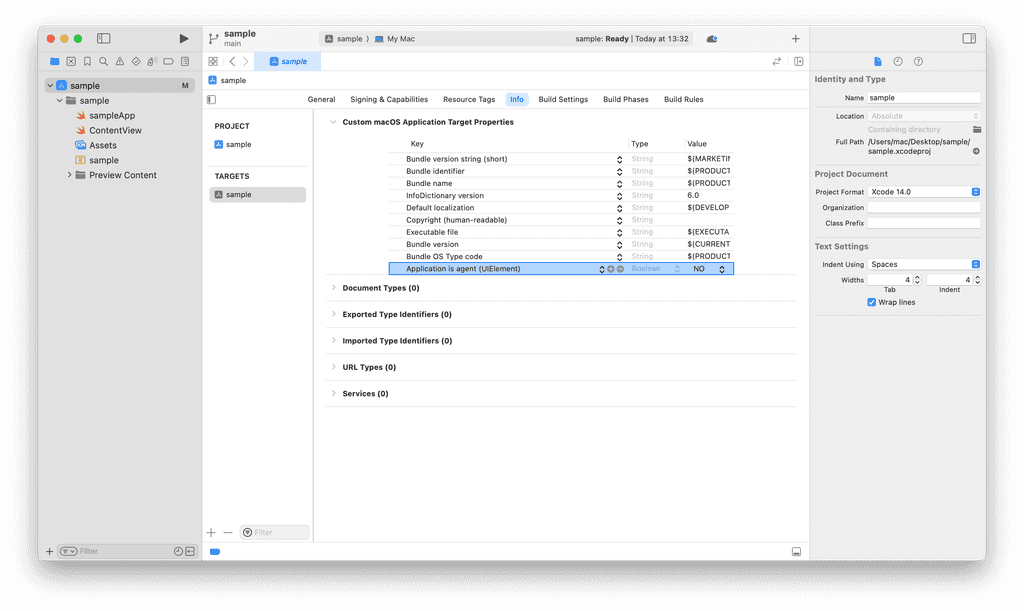 sample
main
sample ⟩ My Mac
sample: Ready | Today at 13:32
sample M
sample
sampleApp
ContentView
Assets
sample
Preview Content
Filter
sample
sample
General Signing & Capabilities Resource Tags Info Build Settings Build Phases Build Rules
PROJECT
sample
TARGETS
sample
Filter
Custom macOS Application Target Properties
Key Type Value
Bundle version string (short) String $(MARKETIN
Bundle identifier String $(PRODUCT
Bundle name String $(PRODUCT
InfoDictionary version String 6.0
Default localization String $(DEVELOP
Copyright (human-readable) String
Executable file String $(EXECUTA
Bundle version String $(CURRENT
Bundle OS Type code String $(PRODUCT
Application is agent (UIElement) Boolean NO
Document Types (0)
Exported Type Identifiers (0)
Imported Type Identifiers (0)
URL Types (0)
Services (0)
Identity and Type
Name sample
Location Absolute
Containing directory
Full Path /Users/mac/Desktop/sample/
sample.xcodeproj
Project Document
Project Format Xcode 14.0
Organization
Class Prefix
Text Settings
Indent Using Spaces
Widths 4 4
Tab Indent
Wrap lines